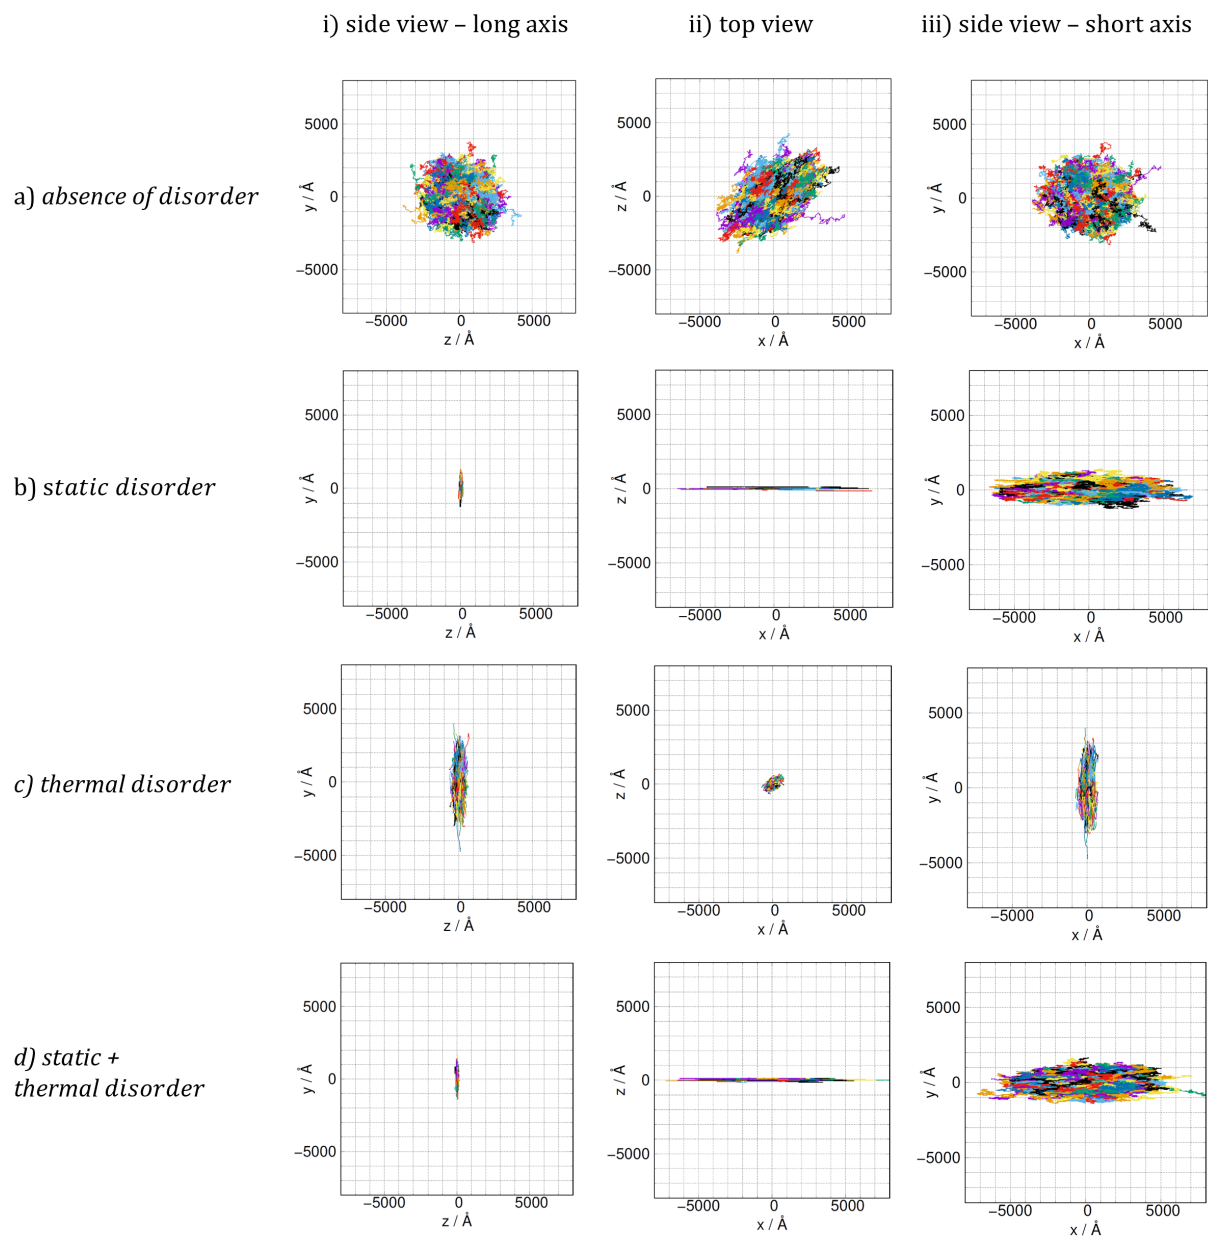 i) side view – long axis
ii) top view
iii) side view – short axis
a) absence of disorder
5000
0
−5000
y / Å
−5000
0
5000
z / Å
5000
0
−5000
z / Å
−5000
0
5000
x / Å
5000
0
−5000
y / Å
−5000
0
5000
x / Å
b) static disorder
5000
0
−5000
y / Å
−5000
0
5000
z / Å
5000
0
−5000
z / Å
−5000
0
5000
x / Å
5000
0
−5000
y / Å
−5000
0
5000
x / Å
c) thermal disorder
5000
0
−5000
y / Å
−5000
0
5000
z / Å
5000
0
−5000
z / Å
−5000
0
5000
x / Å
5000
0
−5000
y / Å
−5000
0
5000
x / Å
d) static +
thermal disorder
5000
0
−5000
y / Å
−5000
0
5000
z / Å
5000
0
−5000
z / Å
−5000
0
5000
x / Å
5000
0
−5000
y / Å
−5000
0
5000
x / Å